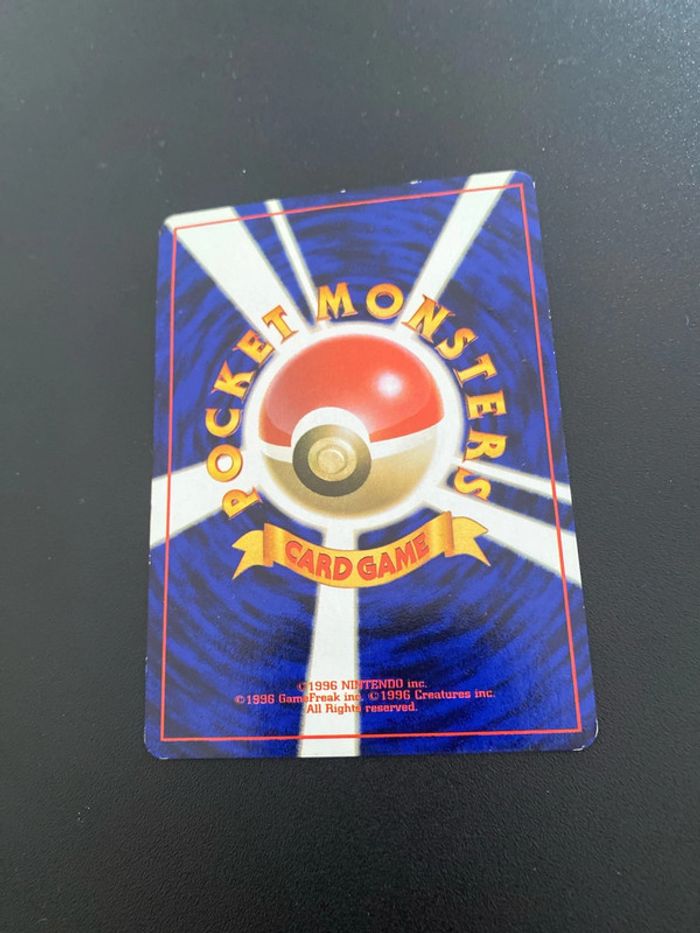 POCKET MONSTERS
CARD GAME
©1996 NINTENDO inc.
©1996 GameFreak inc. ©1996 Creatures inc.
All Rights reserved.